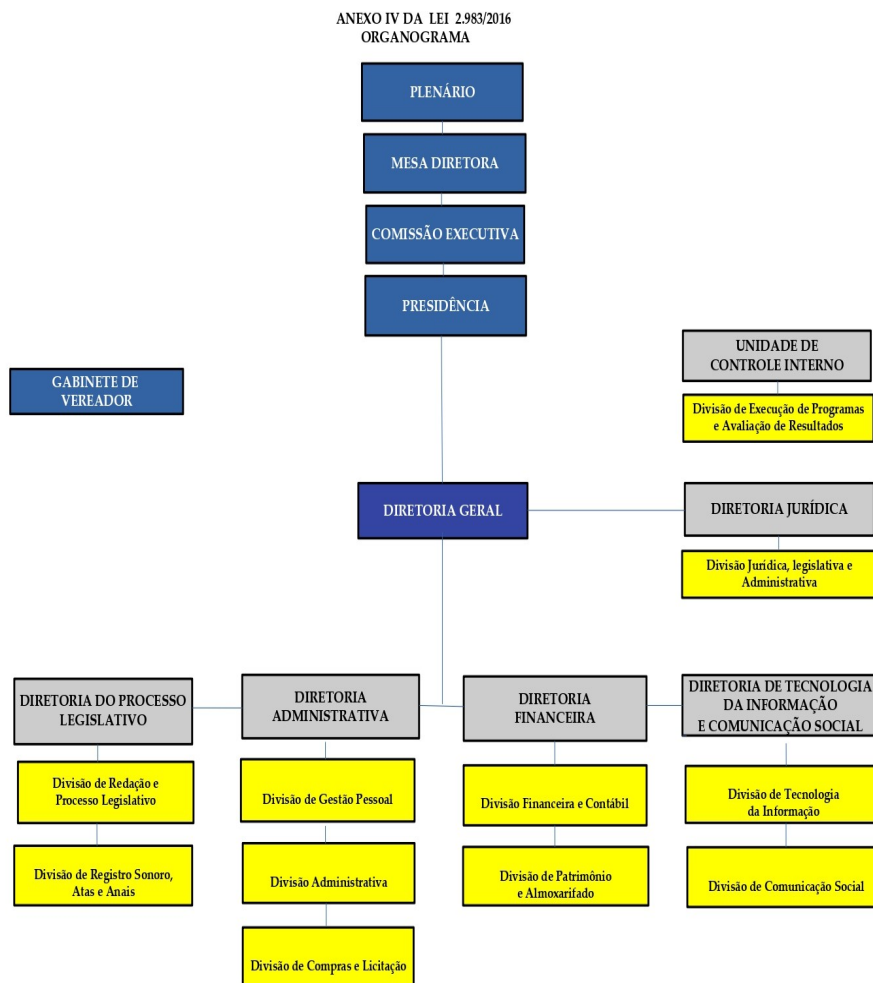 ANEXO IV DA LEI 2.983/2016
ORGANOGRAMA
PLENÁRIO
MESA DIRETORA
COMISSÃO EXECUTIVA
PRESIDÊNCIA
UNIDADE DE
CONTROLE INTERNO
GABINETE DE
VEREADOR
Divisão de Execução de Programas
e Avaliação de Resultados
DIRETORIA GERAL
DIRETORIA JURÍDICA
Divisão Jurídica, legislativa e
Administrativa
DIRETORIA DO PROCESSO
LEGISLATIVO
DIRETORIA
ADMINISTRATIVA
DIRETORIA
FINANCEIRA
DIRETORIA DE TECNOLOGIA
DA INFORMAÇÃO
E COMUNICAÇÃO SOCIAL
Divisão de Redação e
Processo Legislativo
Divisão de Gestão Pessoal
Divisão Financeira e Contábil
Divisão de Tecnologia
da Informação
Divisão de Registro Sonoro,
Atas e Anais
Divisão Administrativa
Divisão de Patrimônio
e Almoxarifado
Divisão de Comunicação Social
Divisão de Compras e Licitação